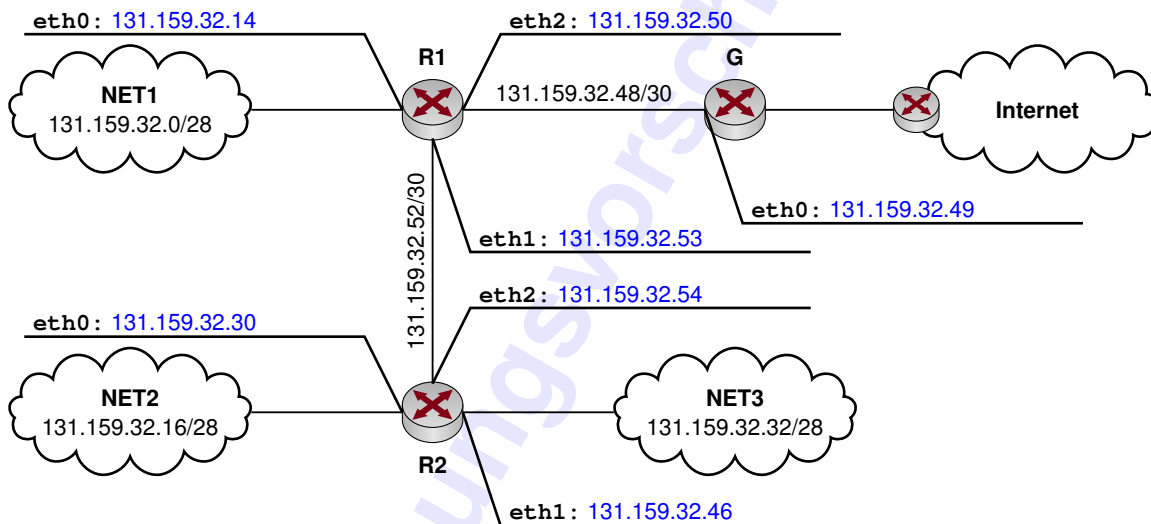 eth0: 131.159.32.14
eth2: 131.159.32.50
R1
G
NET1
131.159.32.0/28
131.159.32.48/30
Internet
131.159.32.52/30
eth0: 131.159.32.49
eth1: 131.159.32.53
eth2: 131.159.32.54
eth0: 131.159.32.30
NET2
131.159.32.16/28
NET3
131.159.32.32/28
R2
eth1: 131.159.32.46
ungsvorsch